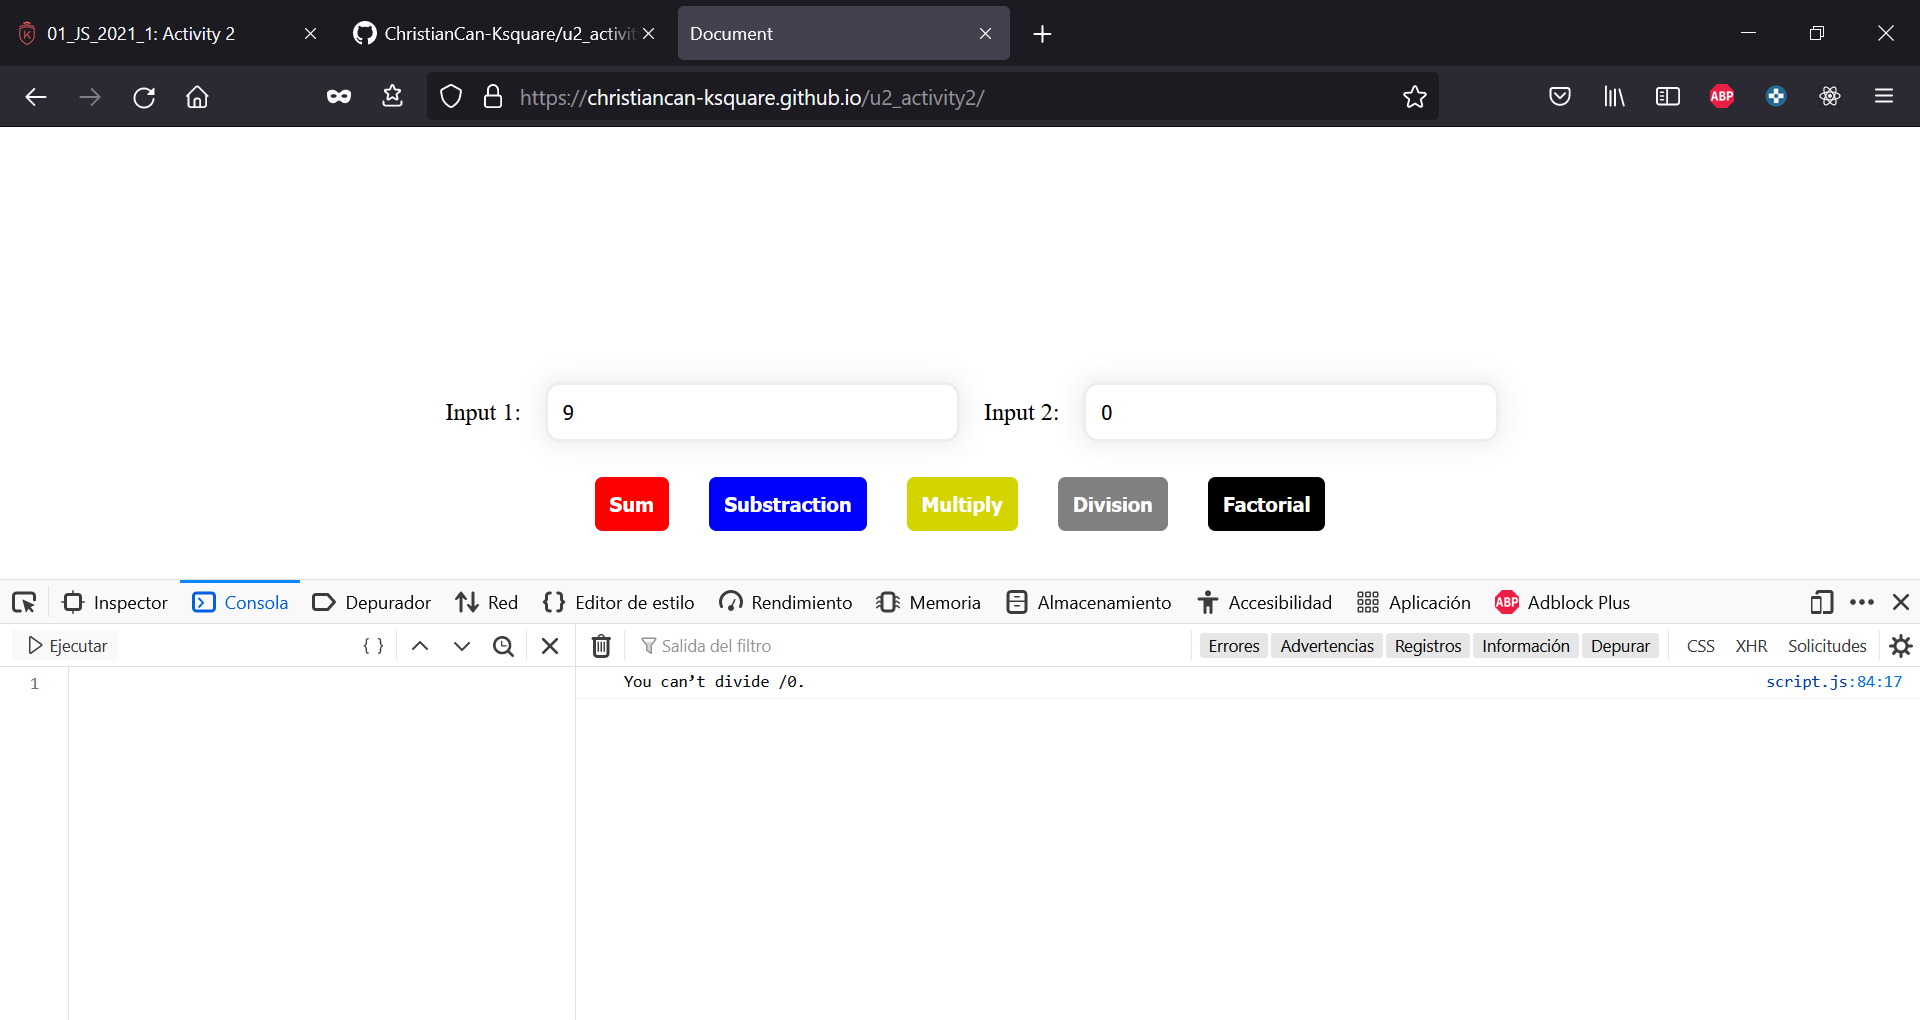 01_JS_2021_1: Activity 2
ChristianCan-Ksquare/u2_activit
Document
https://christiancan-ksquare.github.io/u2_activity2/
ABP
Input 1: 9 Input 2: 0
Sum Substraction Multiply Division Factorial
Inspector Consola Depurador Red Editor de estilo Rendimiento Memoria Almacenamiento Accesibilidad Aplicación ABP Adblock Plus
Ejecutar { } Salida del filtro Errores Advertencias Registros Información Depurar CSS XHR Solicitudes
1 You can’t divide /0. script.js:84:17